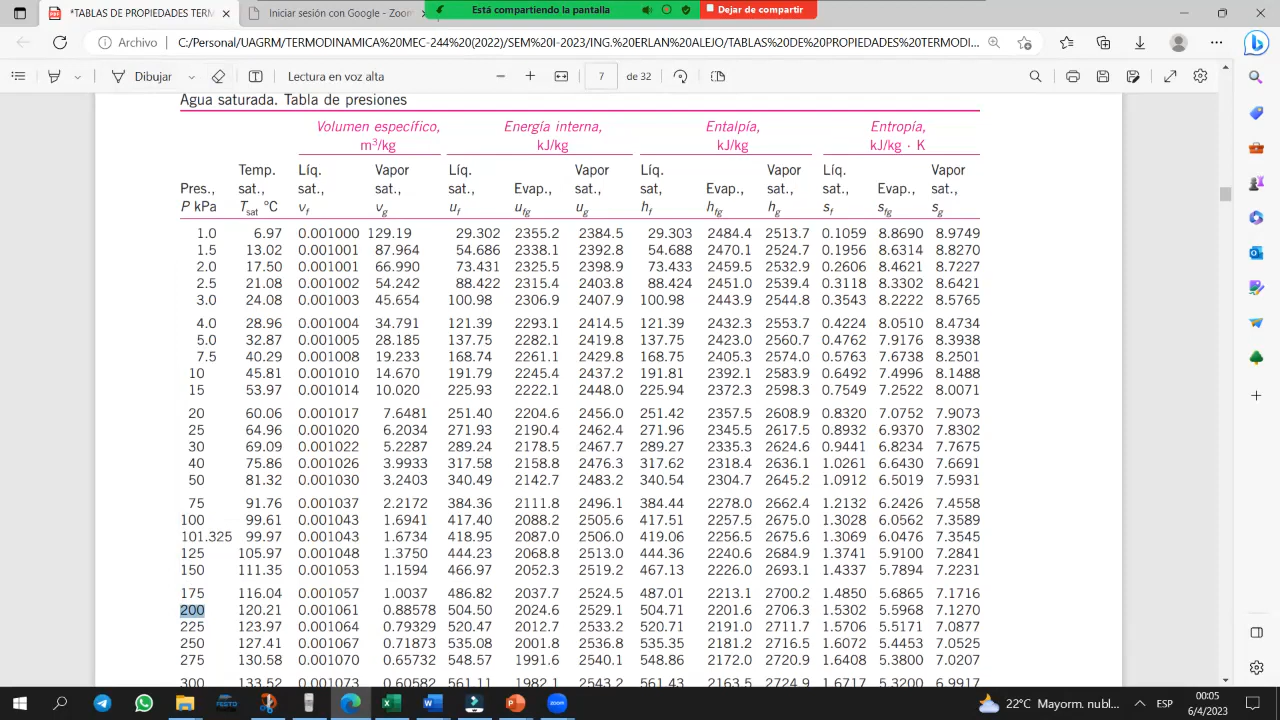 *TABLAS DE PROPIEDADES TERM
Iniciar sesión con Google - Zoom
Está compartiendo la pantalla
Dejar de compartir
Archivo
C:/Personal/UAGRM/TERMODINAMICA%20MEC-244%20(2022)/SEM%20I-2023/ING.%20ERLAN%20ALEJO/TABLAS%20DE%20PROPIEDADES%20TERMODI...
Dibujar
Lectura en voz alta
7
de 32
Agua saturada. Tabla de presiones
Volumen específico, Energía interna, Entalpía, Entropía,
m³/kg kJ/kg kJ/kg kJ/kg · K
Temp. Líq. Vapor Líq. Vapor Líq. Vapor Líq. Vapor
Pres., sat., sat., sat., sat., Evap., sat., sat, Evap., sat., sat., Evap., sat.,
P kPa Tsat °C vf vg uf ufg ug hf hfg hg sf sfg sg
1.0 6.97 0.001000 129.19 29.302 2355.2 2384.5 29.303 2484.4 2513.7 0.1059 8.8690 8.9749
1.5 13.02 0.001001 87.964 54.686 2338.1 2392.8 54.688 2470.1 2524.7 0.1956 8.6314 8.8270
2.0 17.50 0.001001 66.990 73.431 2325.5 2398.9 73.433 2459.5 2532.9 0.2606 8.4621 8.7227
2.5 21.08 0.001002 54.242 88.422 2315.4 2403.8 88.424 2451.0 2539.4 0.3118 8.3302 8.6421
3.0 24.08 0.001003 45.654 100.98 2306.9 2407.9 100.98 2443.9 2544.8 0.3543 8.2222 8.5765
4.0 28.96 0.001004 34.791 121.39 2293.1 2414.5 121.39 2432.3 2553.7 0.4224 8.0510 8.4734
5.0 32.87 0.001005 28.185 137.75 2282.1 2419.8 137.75 2423.0 2560.7 0.4762 7.9176 8.3938
7.5 40.29 0.001008 19.233 168.74 2261.1 2429.8 168.75 2405.3 2574.0 0.5763 7.6738 8.2501
10 45.81 0.001010 14.670 191.79 2245.4 2437.2 191.81 2392.1 2583.9 0.6492 7.4996 8.1488
15 53.97 0.001014 10.020 225.93 2222.1 2448.0 225.94 2372.3 2598.3 0.7549 7.2522 8.0071
20 60.06 0.001017 7.6481 251.40 2204.6 2456.0 251.42 2357.5 2608.9 0.8320 7.0752 7.9073
25 64.96 0.001020 6.2034 271.93 2190.4 2462.4 271.96 2345.5 2617.5 0.8932 6.9370 7.8302
30 69.09 0.001022 5.2287 289.24 2178.5 2467.7 289.27 2335.3 2624.6 0.9441 6.8234 7.7675
40 75.86 0.001026 3.9933 317.58 2158.8 2476.3 317.62 2318.4 2636.1 1.0261 6.6430 7.6691
50 81.32 0.001030 3.2403 340.49 2142.7 2483.2 340.54 2304.7 2645.2 1.0912 6.5019 7.5931
75 91.76 0.001037 2.2172 384.36 2111.8 2496.1 384.44 2278.0 2662.4 1.2132 6.2426 7.4558
100 99.61 0.001043 1.6941 417.40 2088.2 2505.6 417.51 2257.5 2675.0 1.3028 6.0562 7.3589
101.325 99.97 0.001043 1.6734 418.95 2087.0 2506.0 419.06 2256.5 2675.6 1.3069 6.0476 7.3545
125 105.97 0.001048 1.3750 444.23 2068.8 2513.0 444.36 2240.6 2684.9 1.3741 5.9100 7.2841
150 111.35 0.001053 1.1594 466.97 2052.3 2519.2 467.13 2226.0 2693.1 1.4337 5.7894 7.2231
175 116.04 0.001057 1.0037 486.82 2037.7 2524.5 487.01 2213.1 2700.2 1.4850 5.6865 7.1716
200 120.21 0.001061 0.88578 504.50 2024.6 2529.1 504.71 2201.6 2706.3 1.5302 5.5968 7.1270
225 123.97 0.001064 0.79329 520.47 2012.7 2533.2 520.71 2191.0 2711.7 1.5706 5.5171 7.0877
250 127.41 0.001067 0.71873 535.08 2001.8 2536.8 535.35 2181.2 2716.5 1.6072 5.4453 7.0525
275 130.58 0.001070 0.65732 548.57 1991.6 2540.1 548.86 2172.0 2720.9 1.6408 5.3800 7.0207
300 133.52 0.001073 0.60582 561.11 1982.1 2543.2 561.43 2163.5 2724.9 1.6717 5.3200 6.9917
FESTO
zoom
22°C Mayorm. nubl...
ESP
00:05
6/4/2023